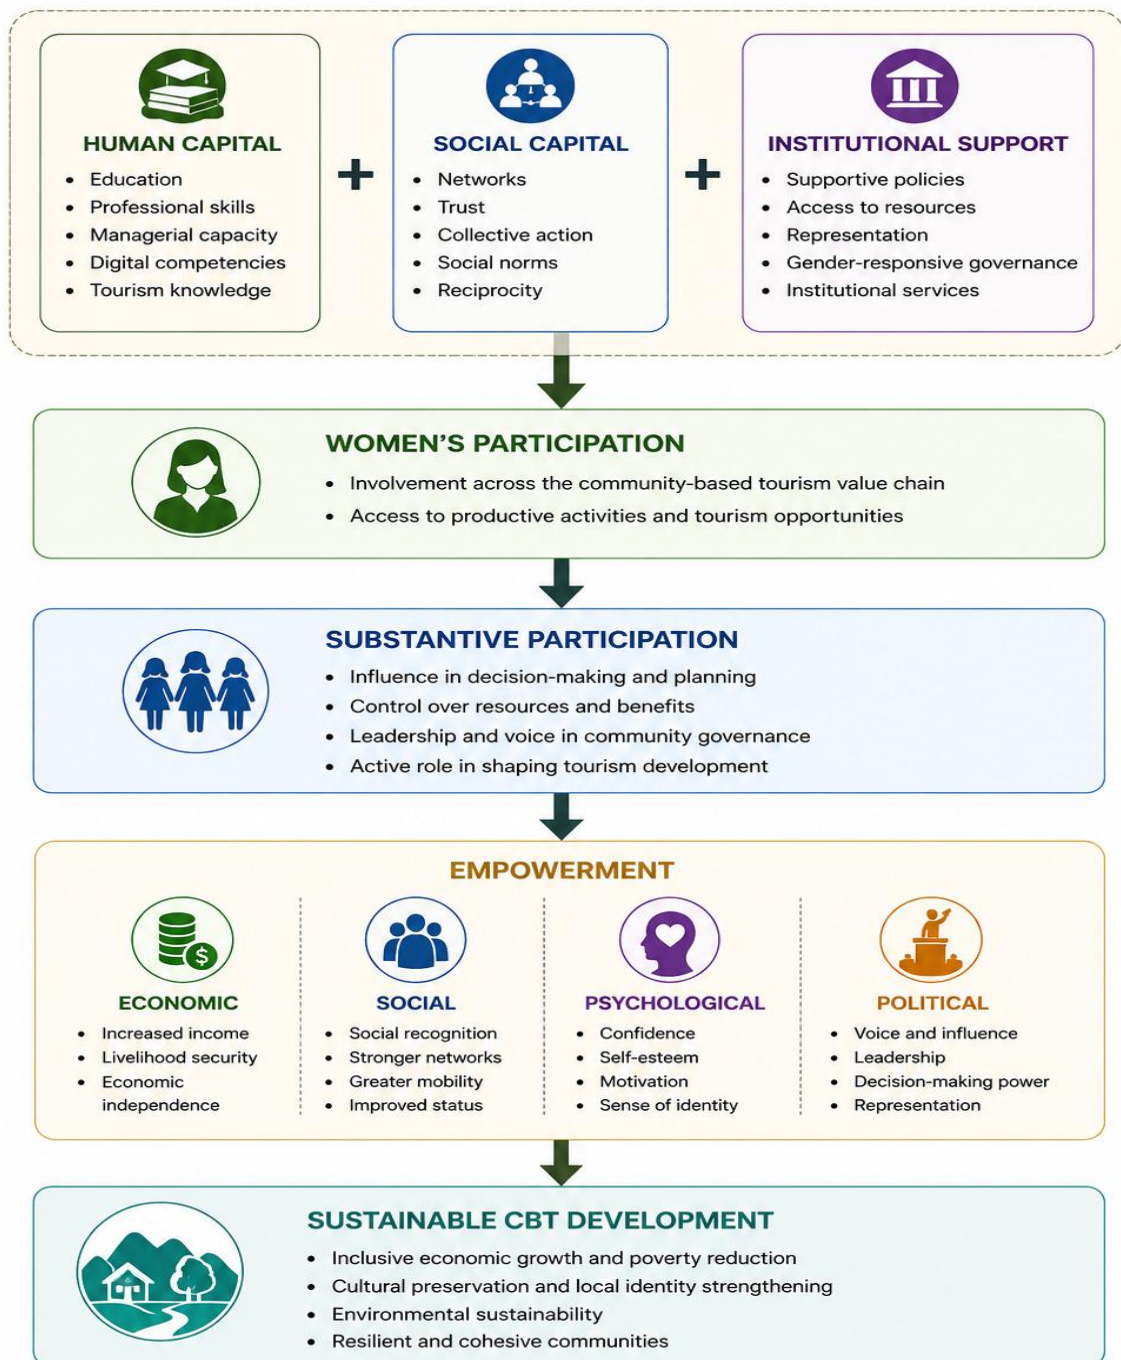 HUMAN CAPITAL
• Education
• Professional skills
• Managerial capacity
• Digital competencies
• Tourism knowledge
+
SOCIAL CAPITAL
• Networks
• Trust
• Collective action
• Social norms
• Reciprocity
+
INSTITUTIONAL SUPPORT
• Supportive policies
• Access to resources
• Representation
• Gender-responsive governance
• Institutional services
WOMEN'S PARTICIPATION
• Involvement across the community-based tourism value chain
• Access to productive activities and tourism opportunities
SUBSTANTIVE PARTICIPATION
• Influence in decision-making and planning
• Control over resources and benefits
• Leadership and voice in community governance
• Active role in shaping tourism development
EMPOWERMENT
$
ECONOMIC
• Increased income
• Livelihood security
• Economic
independence
SOCIAL
• Social recognition
• Stronger networks
• Greater mobility
• Improved status
PSYCHOLOGICAL
• Confidence
• Self-esteem
• Motivation
• Sense of identity
POLITICAL
• Voice and influence
• Leadership
• Decision-making power
• Representation
SUSTAINABLE CBT DEVELOPMENT
• Inclusive economic growth and poverty reduction
• Cultural preservation and local identity strengthening
• Environmental sustainability
• Resilient and cohesive communities